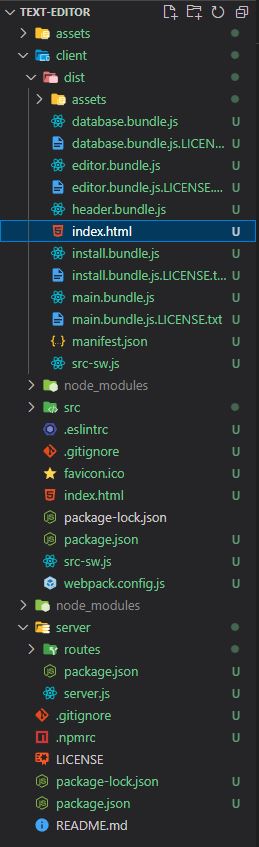 TEXT-EDITOR
assets
client
dist
assets
database.bundle.js U
database.bundle.js.LICEN... U
editor.bundle.js U
editor.bundle.js.LICENSE.... U
header.bundle.js U
index.html U
install.bundle.js U
install.bundle.js.LICENSE.t... U
main.bundle.js U
main.bundle.js.LICENSE.txt U
manifest.json U
src-sw.js U
node_modules
src
.eslintrc U
.gitignore U
favicon.ico U
index.html U
package-lock.json
package.json U
src-sw.js U
webpack.config.js U
node_modules
server
routes
package.json U
server.js U
.gitignore U
.npmrc U
LICENSE
package-lock.json U
package.json U
README.md